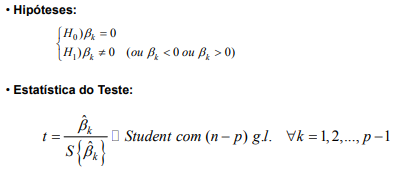 • Hipóteses:
H₀) βₖ = 0
H₁) βₖ ≠ 0 (ou βₖ < 0 ou βₖ > 0)
• Estatística do Teste:
t = β̂ₖ / S{β̂ₖ} □ Student com (n − p) g.l. ∀k = 1, 2, ..., p − 1